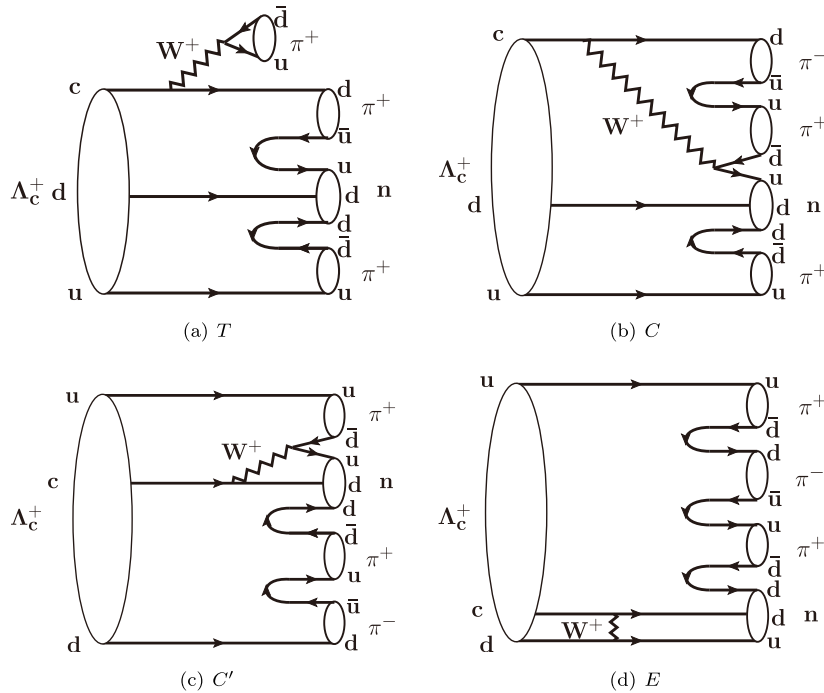 d̄
W⁺ π⁺
u
c d
π⁺
ū
u
Λc⁺ d d n
d
d̄
π⁺
u u
(a) T
c d
π⁻
ū
u
W⁺ π⁺
d̄
Λc⁺ u
d d n
d
d̄
π⁺
u u
(b) C
u u
π⁺
d̄
W⁺ u
c d n
d
Λc⁺ d̄
π⁺
u
ū
π⁻
d d
(c) C′
u u
π⁺
d̄
d
π⁻
Λc⁺ ū
u
π⁺
d̄
d
c d n
W⁺
d u
(d) E